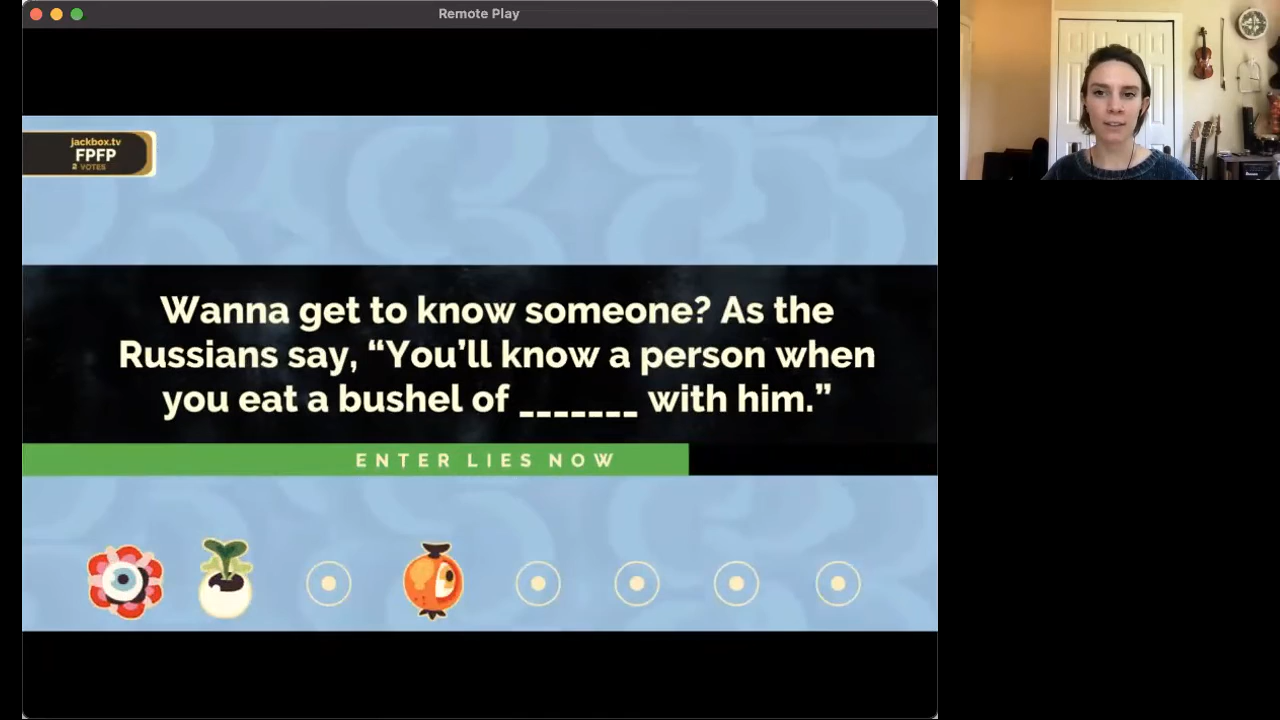 Remote Play
jackbox.tv
FPFP
2 VOTES
Wanna get to know someone? As the
Russians say, “You’ll know a person when
you eat a bushel of _______ with him.”
ENTER LIES NOW